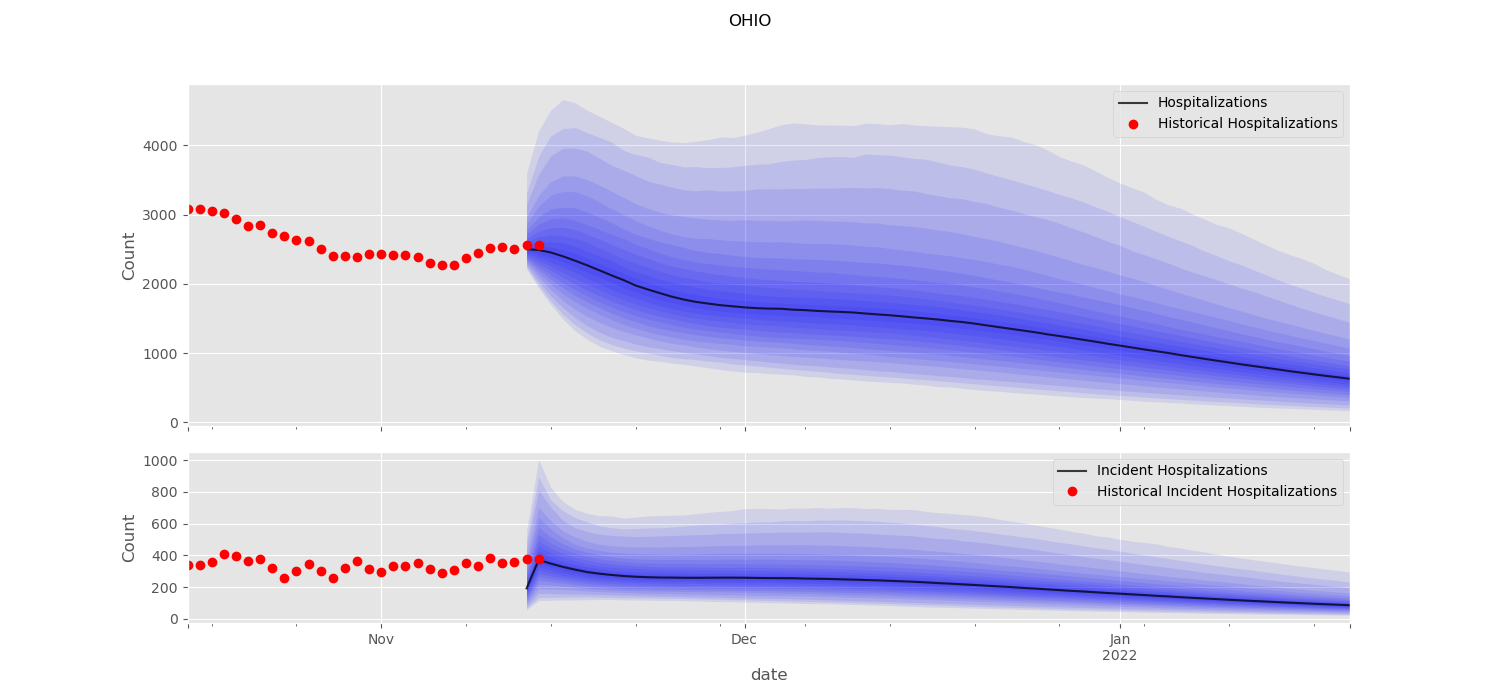 OHIO
Hospitalizations
Historical Hospitalizations
Count
4000
3000
2000
1000
0
Incident Hospitalizations
Historical Incident Hospitalizations
Count
1000
800
600
400
200
0
Nov
Dec
Jan
2022
date